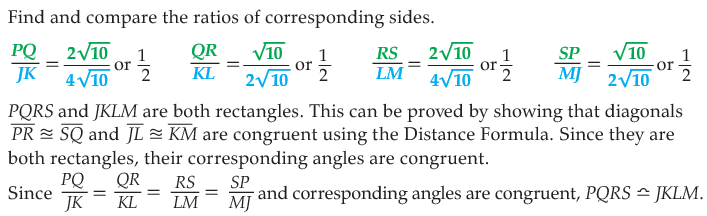 Find and compare the ratios of corresponding sides.
PQ/JK = 2√10/4√10 or 1/2 QR/KL = √10/2√10 or 1/2 RS/LM = 2√10/4√10 or 1/2 SP/MJ = √10/2√10 or 1/2
PQRS and JKLM are both rectangles. This can be proved by showing that diagonals
P̅R̅ ≅ S̅Q̅ and J̅L̅ ≅ K̅M̅ are congruent using the Distance Formula. Since they are
both rectangles, their corresponding angles are congruent.
Since PQ/JK = QR/KL = RS/LM = SP/MJ and corresponding angles are congruent, PQRS ≏ JKLM.